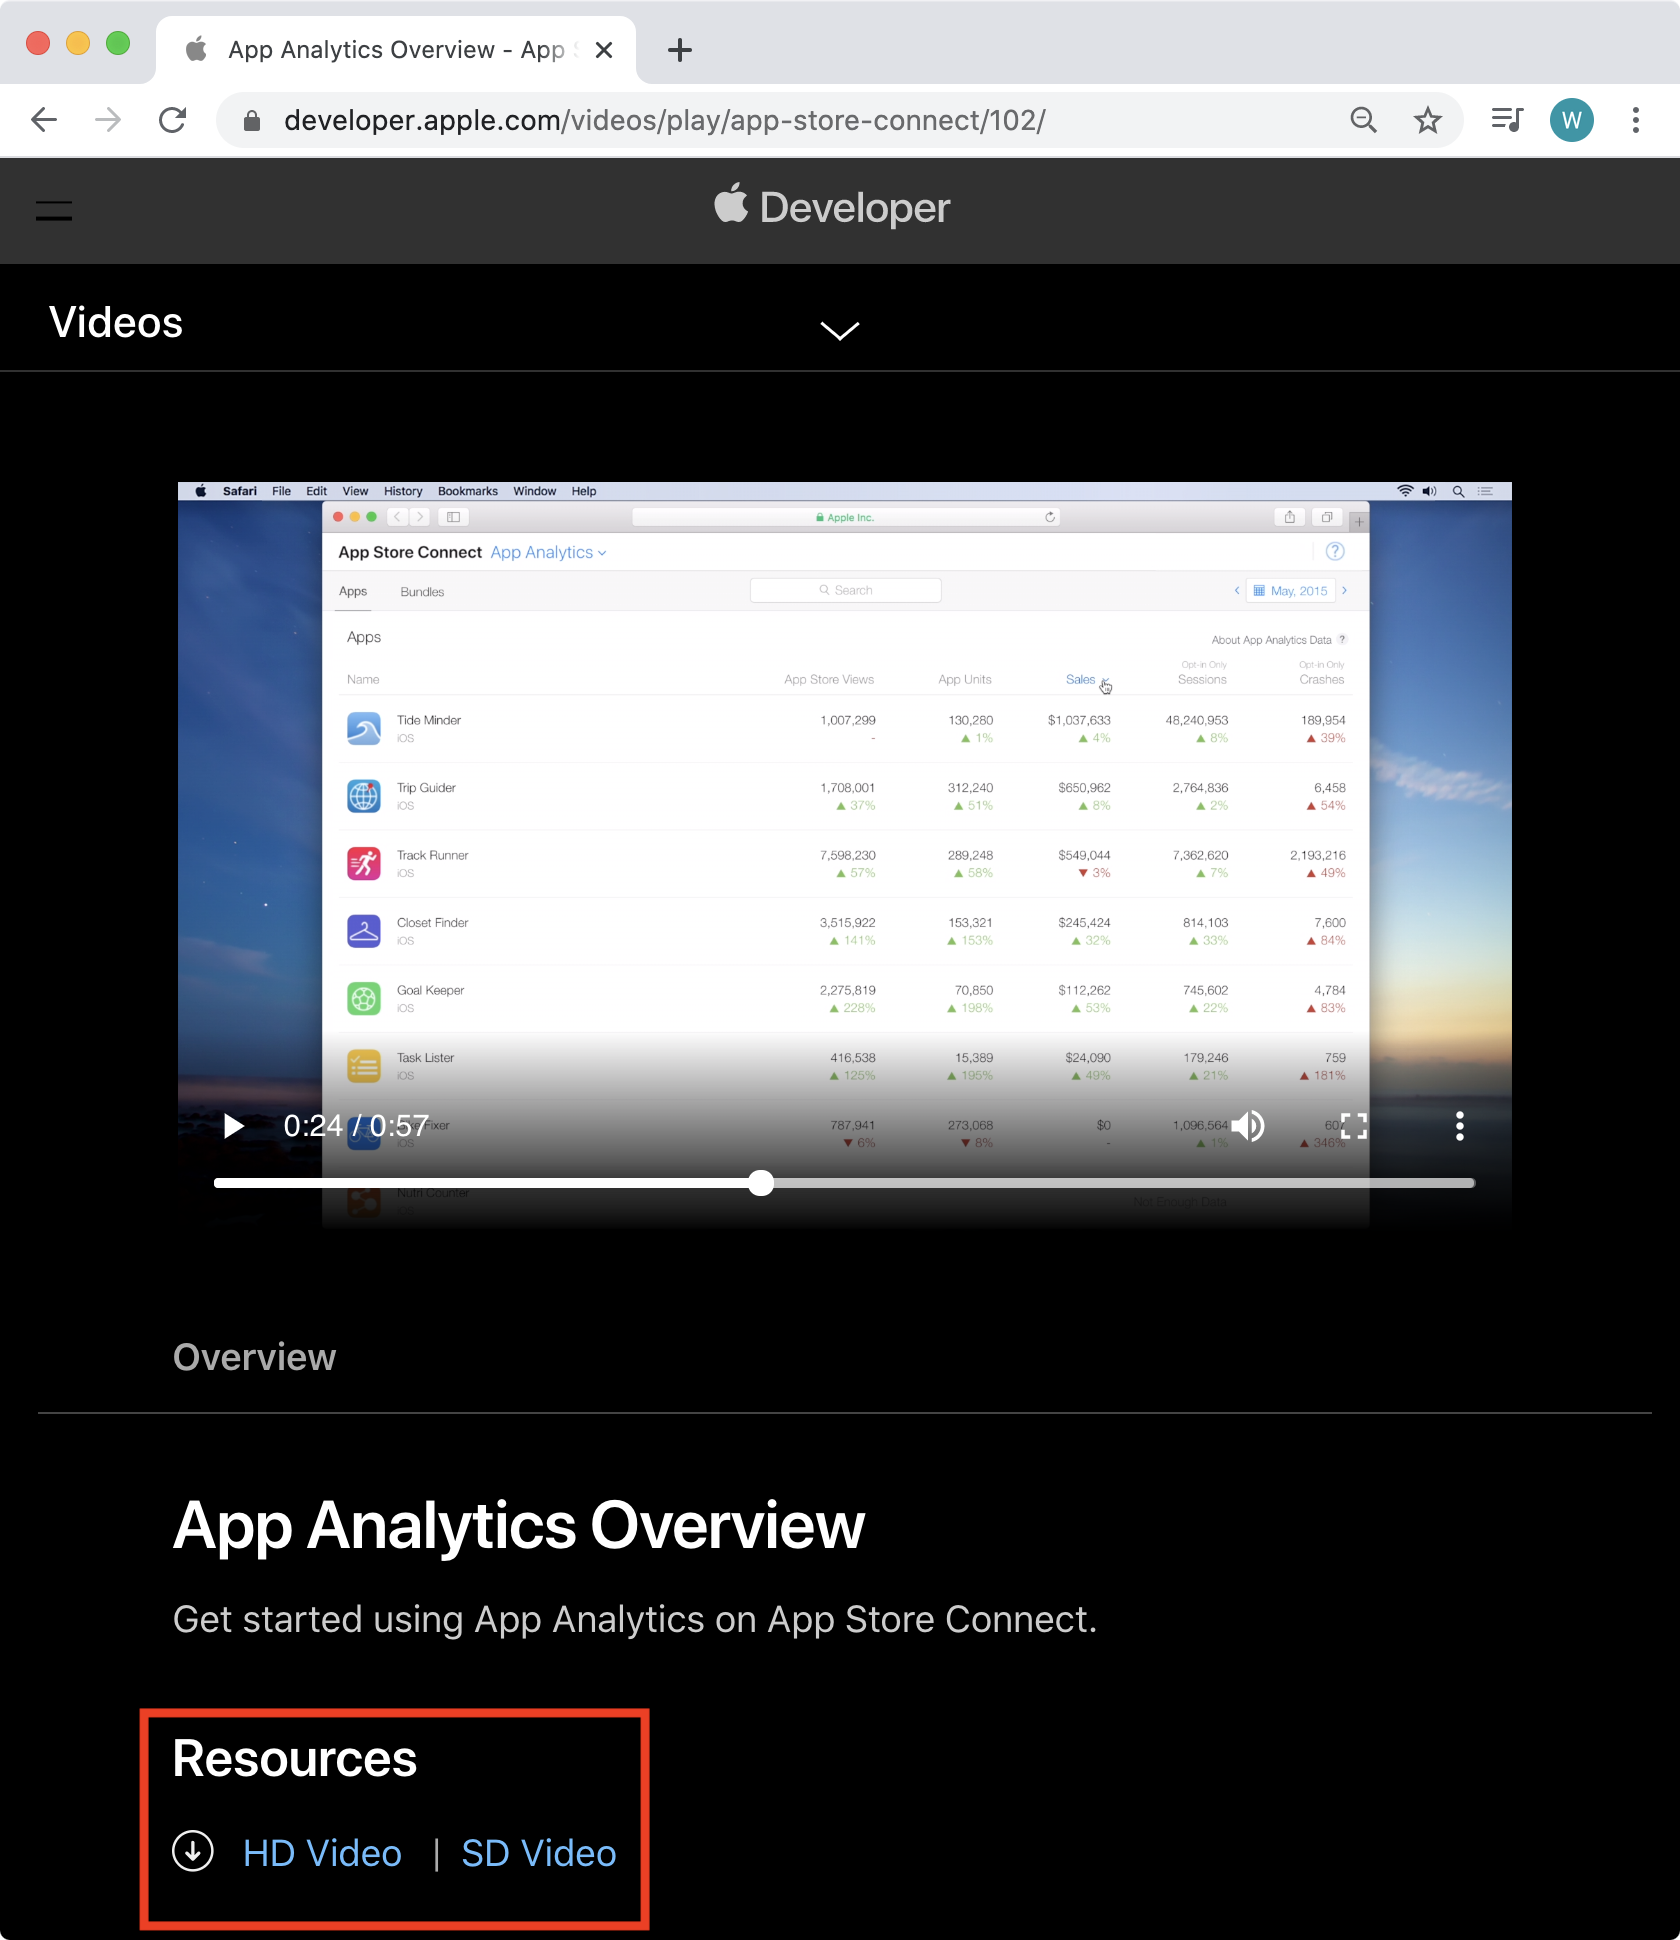 App Analytics Overview - App
developer.apple.com/videos/play/app-store-connect/102/
W
Developer
Videos
Safari File Edit View History Bookmarks Window Help
Apple Inc.
App Store Connect App Analytics
?
Apps Bundles Search May, 2015
Apps
About App Analytics Data ?
Opt-in Only Opt-in Only
Name App Store Views App Units Sales Sessions Crashes
Tide Minder 1,007,299 130,280 $1,037,633 48,240,953 189,954
iOS - ▲ 1% ▲ 4% ▲ 8% ▲ 39%
Trip Guider 1,708,001 312,240 $650,962 2,764,836 6,458
iOS ▲ 37% ▲ 51% ▲ 8% ▲ 2% ▲ 54%
Track Runner 7,598,230 289,248 $549,044 7,362,620 2,193,216
iOS ▲ 57% ▲ 58% ▼ 3% ▲ 7% ▲ 49%
Closet Finder 3,515,922 153,321 $245,424 814,103 7,600
iOS ▲ 141% ▲ 153% ▲ 32% ▲ 33% ▲ 84%
Goal Keeper 2,275,819 70,850 $112,262 745,602 4,784
iOS ▲ 228% ▲ 198% ▲ 53% ▲ 22% ▲ 83%
Task Lister 416,538 15,389 $24,090 179,246 759
iOS ▲ 125% ▲ 195% ▲ 49% ▲ 21% ▲ 181%
0:24 / 0:57
Fixer 787,941 273,068 $0 1,096,564
iOS ▼ 6% ▼ 8% - ▲ 1% ▲ 346%
Nutri Counter
iOS Not Enough Data
Overview
App Analytics Overview
Get started using App Analytics on App Store Connect.
Resources
HD Video | SD Video